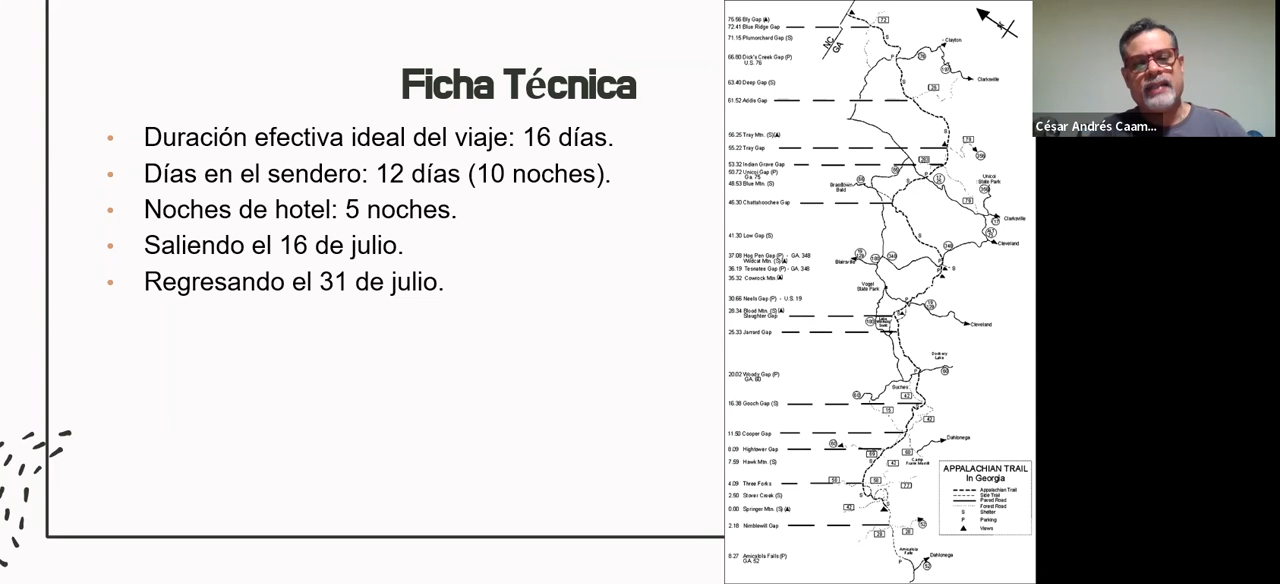 Ficha Técnica
• Duración efectiva ideal del viaje: 16 días.
• Días en el sendero: 12 días (10 noches).
• Noches de hotel: 5 noches.
• Saliendo el 16 de julio.
• Regresando el 31 de julio.
75.56 Bly Gap (▲)
72.41 Blue Ridge Gap
71.15 Plumorchard Gap (S)
66.80 Dick's Creek Gap (P)
U.S. 76
63.40 Deep Gap (S)
61.52 Addis Gap
56.25 Tray Mtn. (S)(▲)
55.22 Tray Gap
53.32 Indian Grave Gap
50.72 Unicoi Gap (P)
Ga. 75
48.53 Blue Mtn. (S)
46.30 Chattahoochee Gap
41.30 Low Gap (S)
37.08 Hog Pen Gap (P) - GA. 348
Wildcat Mtn. (S)(▲)
36.19 Tesnatee Gap (P) - GA. 348
35.32 Cowrock Mtn. (▲)
30.66 Neels Gap (P) - U.S. 19
28.34 Blood Mtn. (S)(▲)
Slaughter Gap
25.33 Jarrard Gap
20.02 Woody Gap (P)
GA. 60
16.38 Gooch Gap (S)
11.50 Cooper Gap
8.09 Hightower Gap
7.59 Hawk Mtn. (S)
4.09 Three Forks
2.50 Stover Creek (S)
0.00 Springer Mtn. (S) (▲)
2.18 Nimblewill Gap
8.27 Amicalola Falls (P)
GA. 52
NC
GA
N
Clayton
Clarksville
Brasstown
Bald
Unicoi
State Park
Clarksville
Cleveland
Blairsville
Vogel
State Park
Cleveland
Dockery
Lake
Suches
Dahlonega
Camp
Frank Merrill
Amicalola
Falls
Dahlonega
APPALACHIAN TRAIL
In Georgia
Appalachian Trail
Side Trail
Paved Road
Forest Road
S Shelter
P Parking
▲ Views
César Andrés Caam...